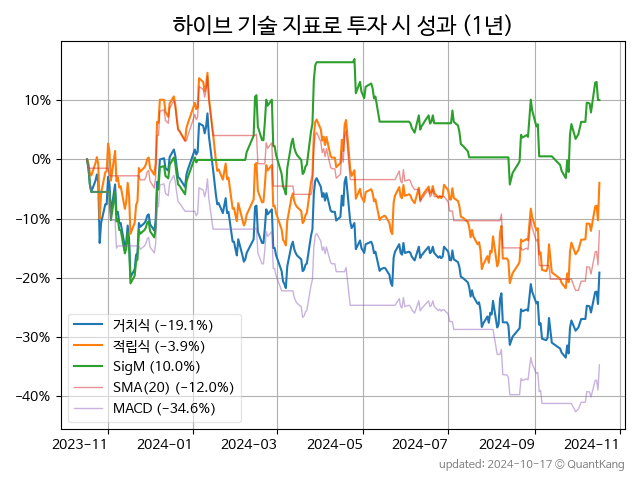 하이브 기술 지표로 투자 시 성과 (1년)
10%
0%
−10%
−20%
−30%
−40%
거치식 (−19.1%)
적립식 (−3.9%)
SigM (10.0%)
SMA(20) (−12.0%)
MACD (−34.6%)
2023-11
2024-01
2024-03
2024-05
2024-07
2024-09
2024-11
updated: 2024-10-17 © QuantKang